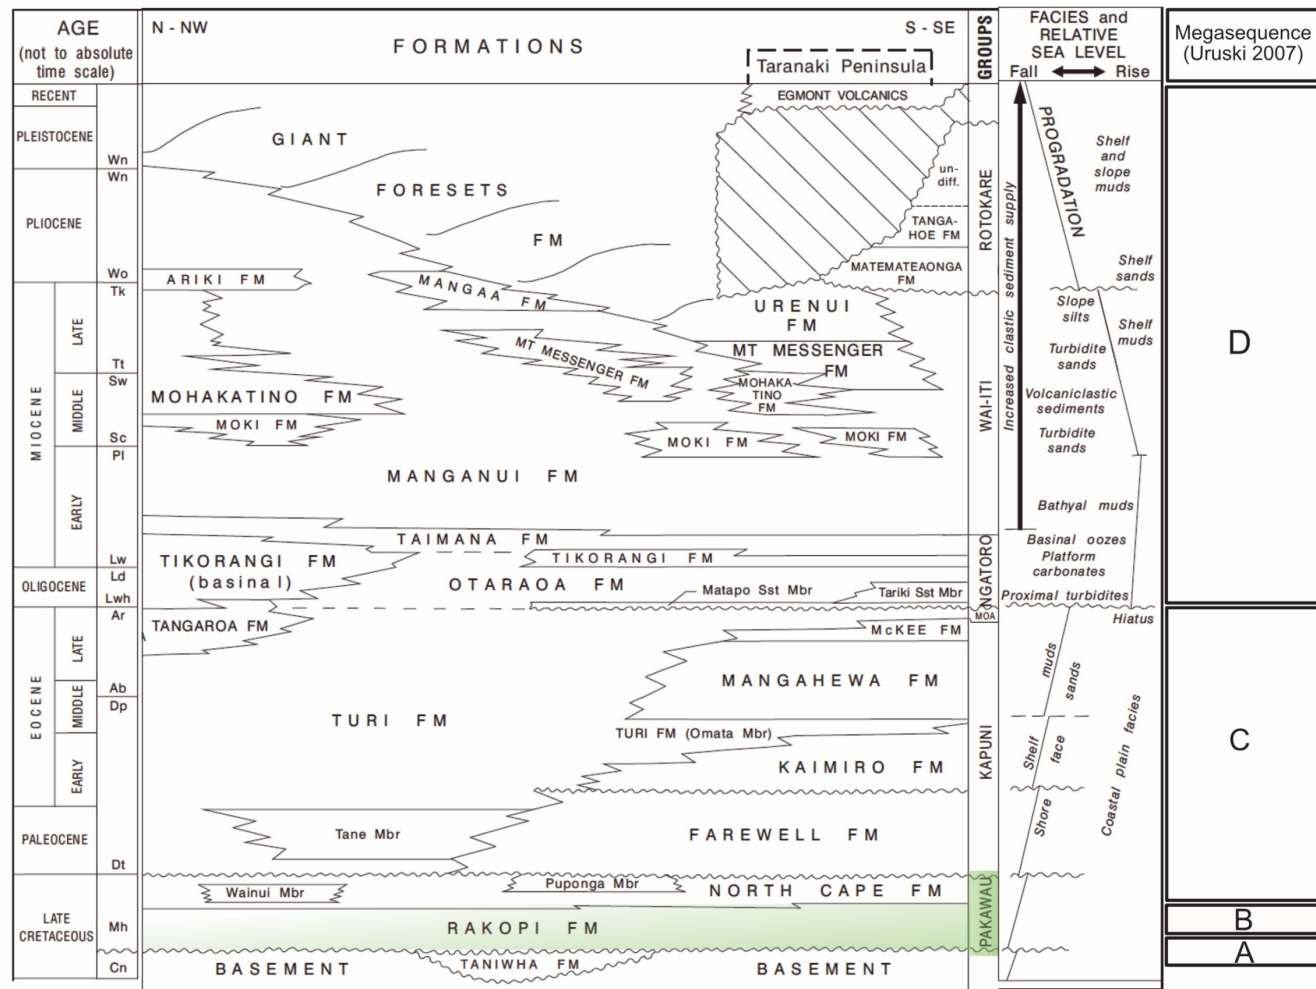 AGE
(not to absolute
time scale)
N - NW
FORMATIONS
S - SE
Taranaki Peninsula
GROUPS
FACIES and
RELATIVE
SEA LEVEL
Fall
Rise
Megasequence
(Uruski 2007)
RECENT
PLEISTOCENE
PLIOCENE
MIOCENE
LATE
MIDDLE
EARLY
OLIGOCENE
EOCENE
LATE
MIDDLE
EARLY
PALEOCENE
LATE
CRETACEOUS
Wn
Wn
Wo
Tk
Tt
Sw
Sc
Pl
Lw
Ld
Lwh
Ar
Ab
Dp
Dt
Mh
Cn
EGMONT VOLCANICS
GIANT
FORESETS
FM
un-
diff.
TANGA-
HOE FM
MATEMATEAONGA
FM
ARIKI FM
MANGAA FM
URENUI
FM
MT MESSENGER FM
MT MESSENGER
FM
MOHAKATINO FM
MOHAKA
TINO
FM
MOKI FM
MOKI FM
MOKI FM
MANGANUI FM
TAIMANA FM
TIKORANGI FM
(basinal)
TIKORANGI FM
OTARAOA FM
Matapo Sst Mbr
Tariki Sst Mbr
TANGAROA FM
McKEE FM
MANGAHEWA FM
TURI FM
TURI FM (Omata Mbr)
KAIMIRO FM
Tane Mbr
FAREWELL FM
Wainui Mbr
Puponga Mbr
NORTH CAPE FM
RAKOPI FM
BASEMENT
TANIWHA FM
BASEMENT
ROTOKARE
WAI-ITI
NGATORO
MOA
KAPUNI
PAKAWAU
Increased clastic sediment supply
PROGRADATION
Shelf
and
slope
muds
Shelf
sands
Slope
silts
Shelf
muds
Turbidite
sands
Volcaniclastic
sediments
Turbidite
sands
Bathyal muds
Basinal oozes
Platform
carbonates
Proximal turbidites
Hiatus
muds
sands
Shelf
face
Shore
Coastal plain facies
D
C
B
A